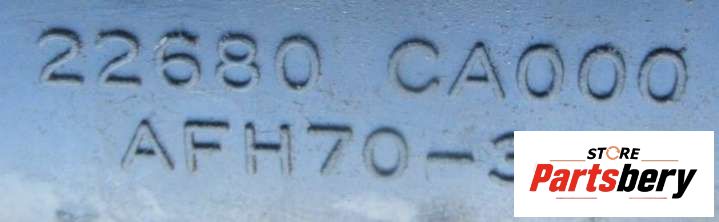 22680 CA000
AFH70-3
STORE
Partsbery